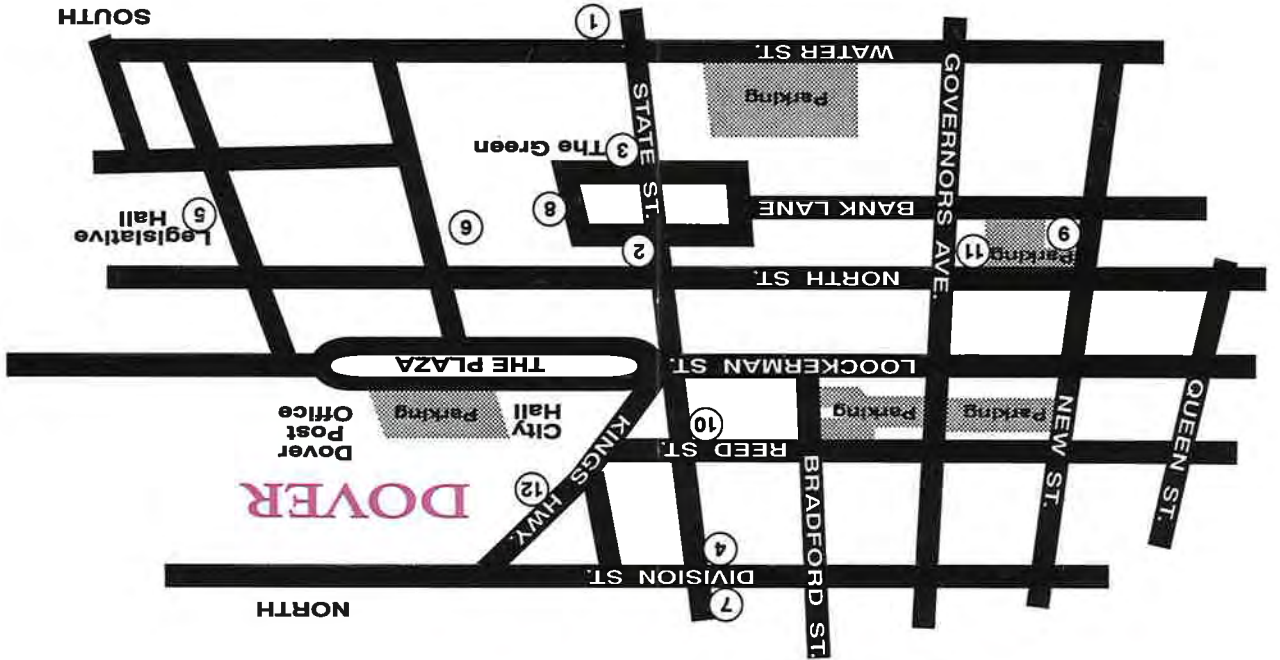 NORTH
7
DIVISION ST.
4
DOVER
12
KINGS HWY.
BRADFORD ST.
QUEEN ST.
NEW ST.
REED ST.
10
City
Hall
Parking
Dover
Post
Office
Parking
Parking
LOOCKERMAN ST.
THE PLAZA
NORTH ST.
GOVERNORS AVE.
Parking
9
11
2
6
Legislative
Hall
5
BANK LANE
8
STATE ST.
3
The Green
Parking
WATER ST.
1
SOUTH